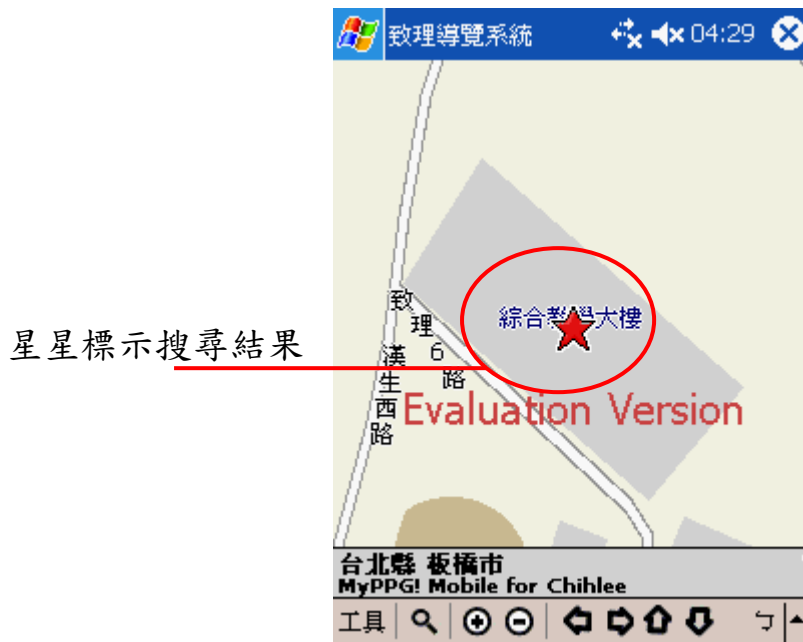 致理導覽系統 04:29
綜合教學大樓
致理6路
漢生西路
星星標示搜尋結果
Evaluation Version
台北縣 板橋市
MyPPG! Mobile for Chihlee
工具 ㄅ